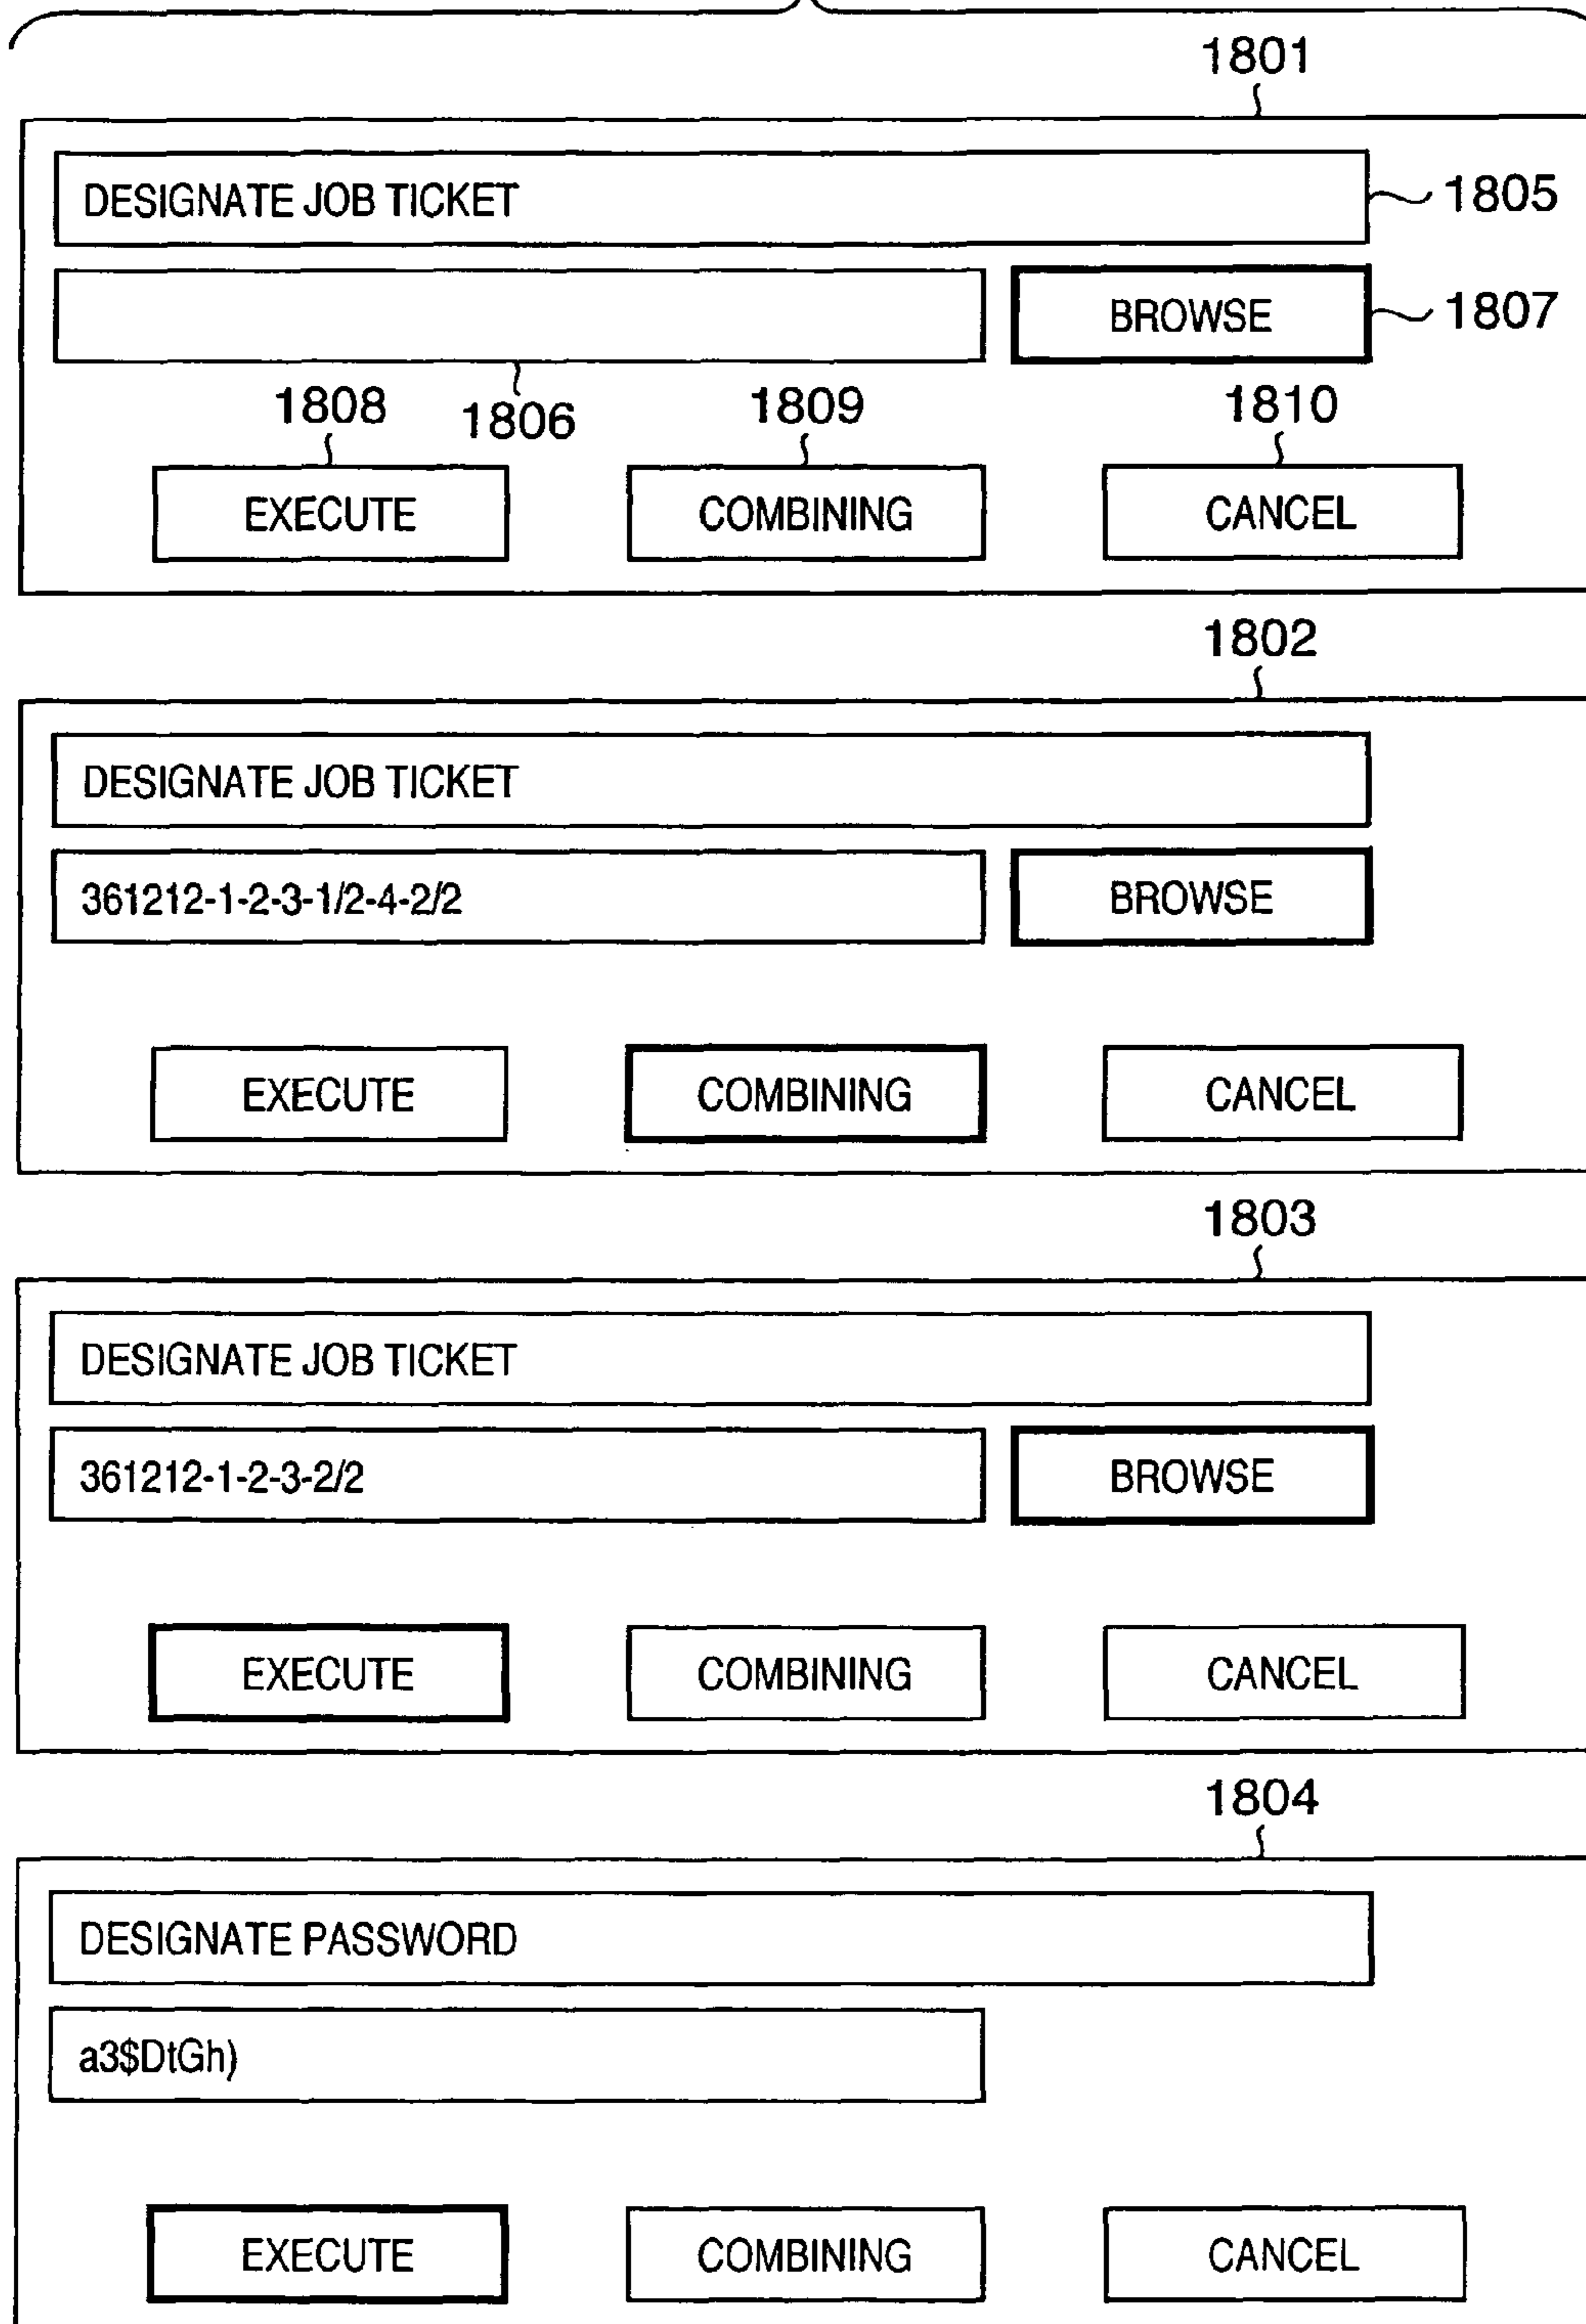 1801
DESIGNATE JOB TICKET
1805
BROWSE
1807
1808
1806
1809
1810
EXECUTE
COMBINING
CANCEL
1802
DESIGNATE JOB TICKET
361212-1-2-3-1/2-4-2/2
BROWSE
EXECUTE
COMBINING
CANCEL
1803
DESIGNATE JOB TICKET
361212-1-2-3-2/2
BROWSE
EXECUTE
COMBINING
CANCEL
1804
DESIGNATE PASSWORD
a3$DtGh)
EXECUTE
COMBINING
CANCEL